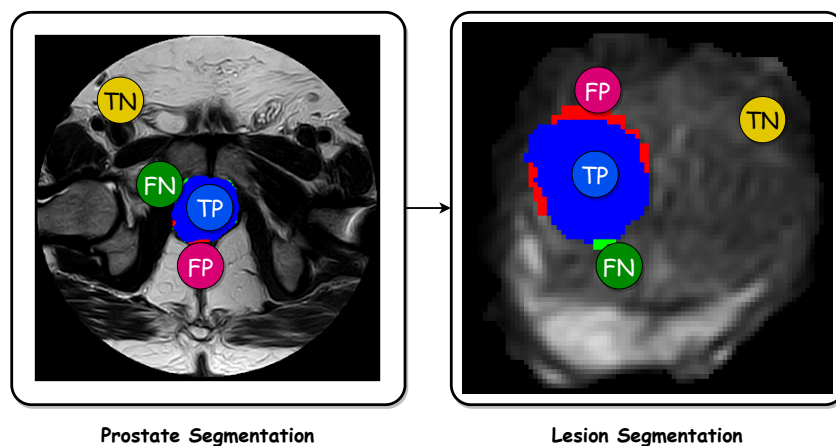 TN
FN
TP
FP
FP
TN
TP
FN
Prostate Segmentation
Lesion Segmentation